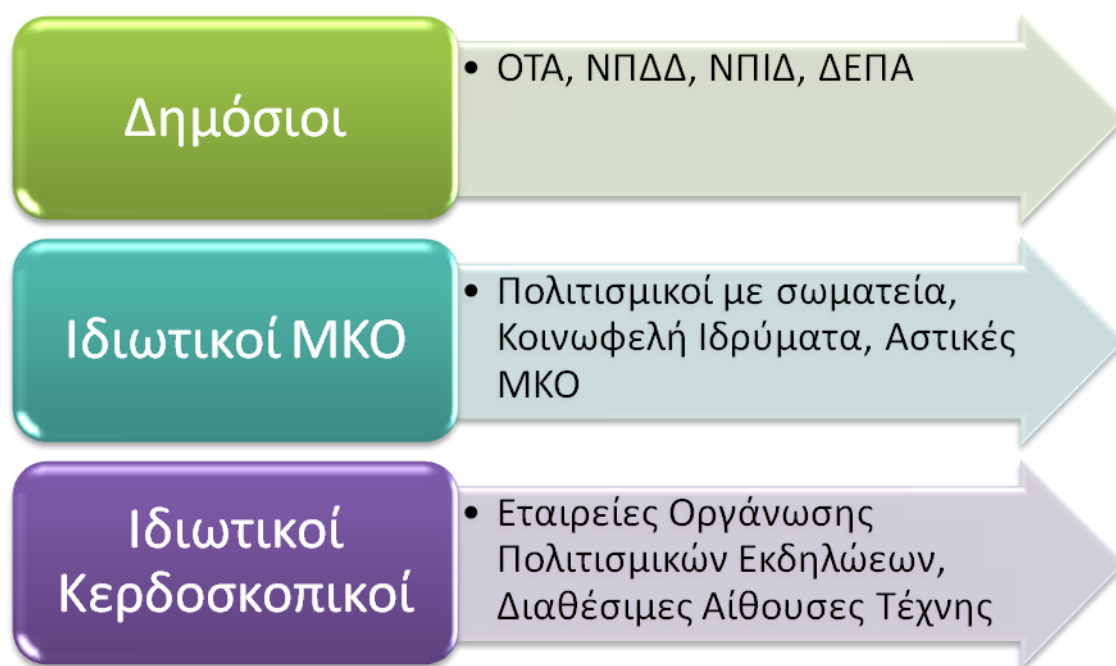 Δημόσιοι
• ΟΤΑ, ΝΠΔΔ, ΝΠΙΔ, ΔΕΠΑ
Ιδιωτικοί ΜΚΟ
• Πολιτισμικοί με σωματεία,
Κοινωφελή Ιδρύματα, Αστικές
ΜΚΟ
Ιδιωτικοί
Κερδοσκοπικοί
• Εταιρείες Οργάνωσης
Πολιτισμικών Εκδηλώεων,
Διαθέσιμες Αίθουσες Τέχνης